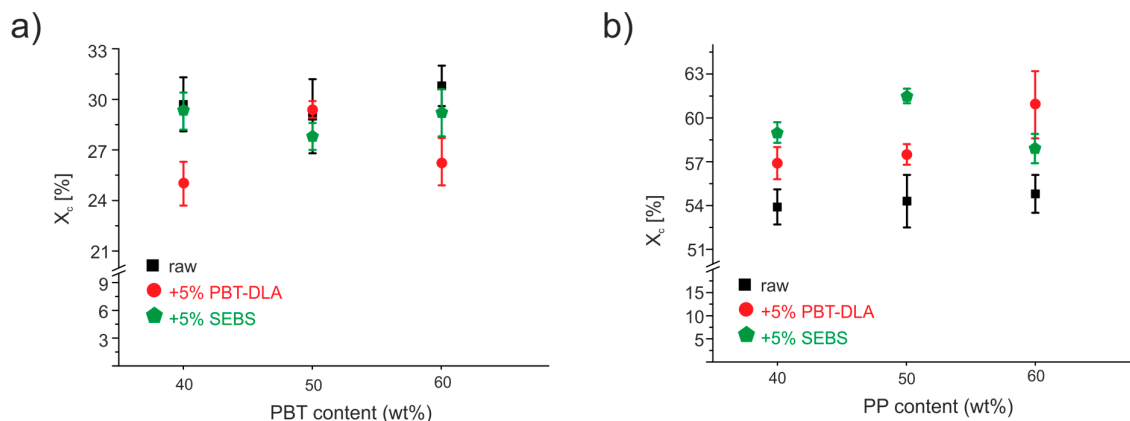 a)
33
30
27
24
21
9
6
3
X_c [%]
raw
+5% PBT-DLA
+5% SEBS
40
50
60
PBT content (wt%)
b)
63
60
57
54
51
15
10
5
X_c [%]
raw
+5% PBT-DLA
+5% SEBS
40
50
60
PP content (wt%)